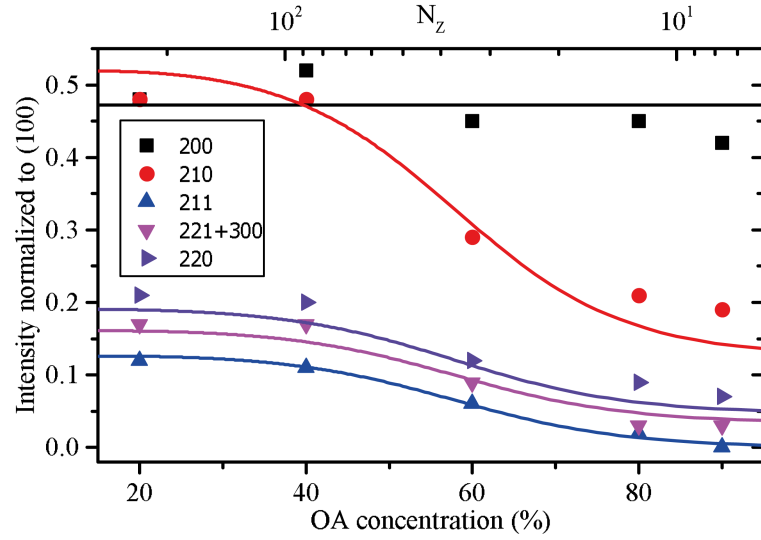 10² N_Z 10¹
Intensity normalized to (100)
0.5
0.4
0.3
0.2
0.1
0.0
200
210
211
221+300
220
20 40 60 80
OA concentration (%)